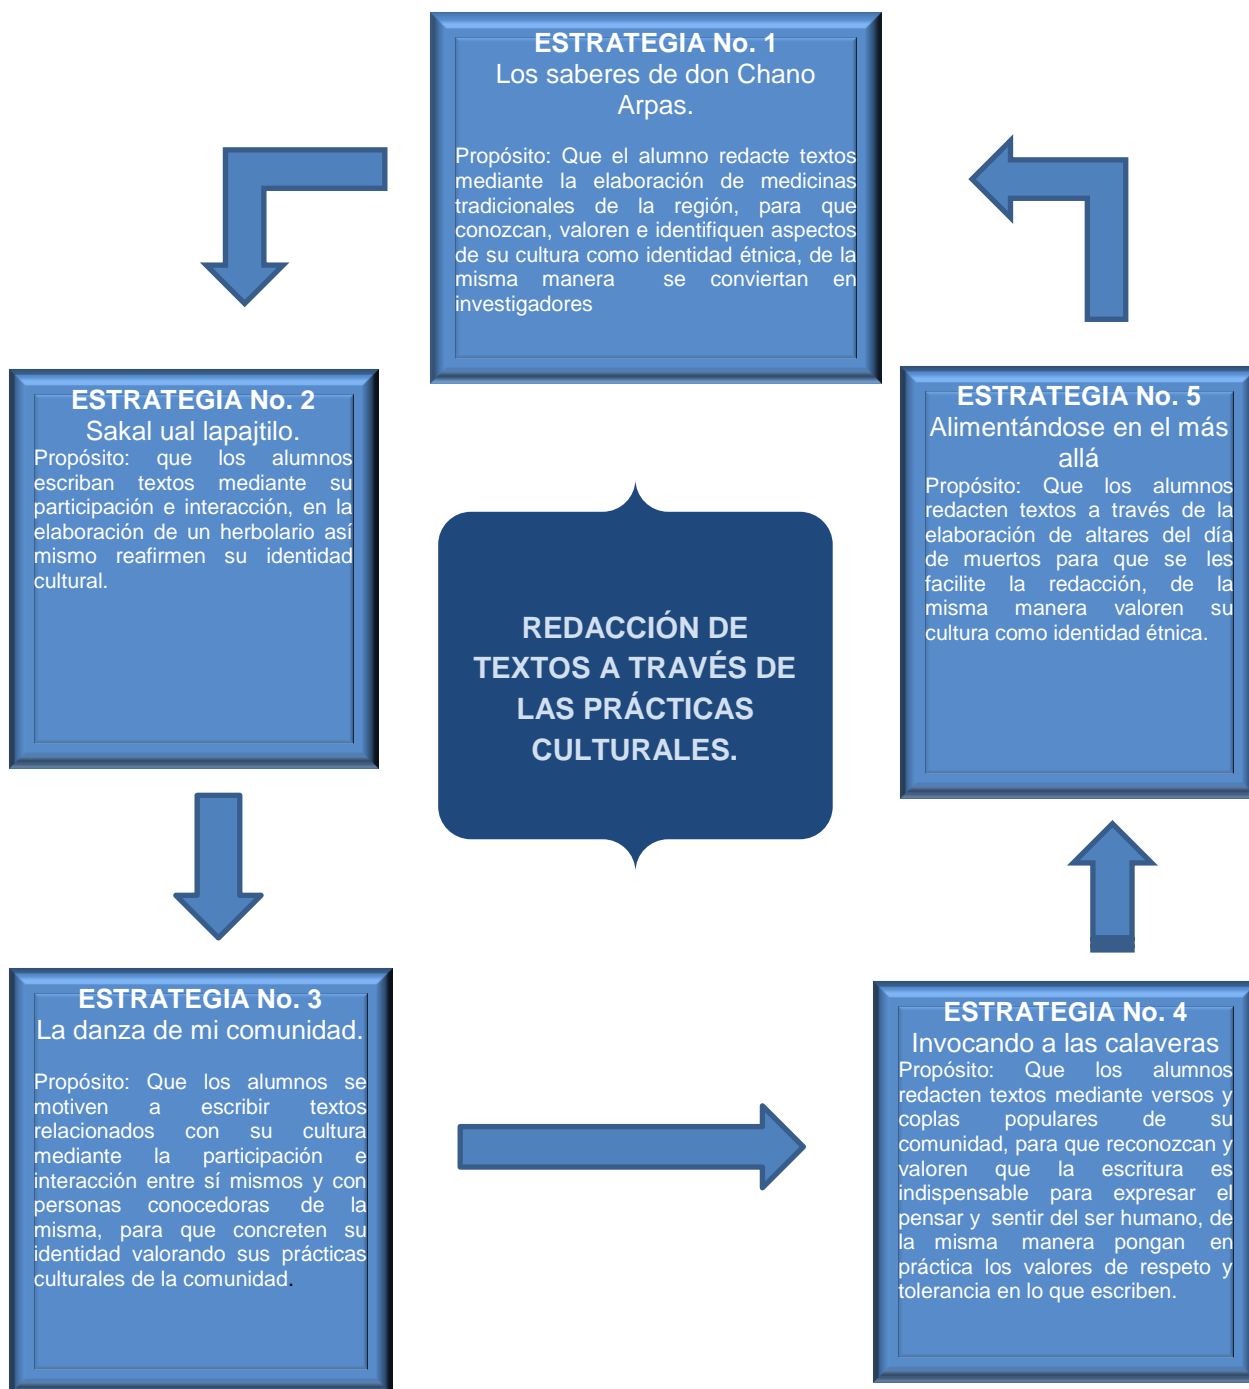 ESTRATEGIA No. 1
Los saberes de don Chano
Arpas.
Propósito: Que el alumno redacte textos
mediante la elaboración de medicinas
tradicionales de la región, para que
conozcan, valoren e identifiquen aspectos
de su cultura como identidad étnica, de la
misma manera se conviertan en
investigadores
ESTRATEGIA No. 2
Sakal ual lapajtilo.
Propósito: que los alumnos
escriban textos mediante su
participación e interacción, en la
elaboración de un herbolario así
mismo reafirmen su identidad
cultural.
ESTRATEGIA No. 3
La danza de mi comunidad.
Propósito: Que los alumnos se
motiven a escribir textos
relacionados con su cultura
mediante la participación e
interacción entre sí mismos y con
personas conocedoras de la
misma, para que concreten su
identidad valorando sus prácticas
culturales de la comunidad.
ESTRATEGIA No. 4
Invocando a las calaveras
Propósito: Que los alumnos
redacten textos mediante versos y
coplas populares de su
comunidad, para que reconozcan y
valoren que la escritura es
indispensable para expresar el
pensar y sentir del ser humano, de
la misma manera pongan en
práctica los valores de respeto y
tolerancia en lo que escriben.
ESTRATEGIA No. 5
Alimentándose en el más
allá
Propósito: Que los alumnos
redacten textos a través de la
elaboración de altares del día
de muertos para que se les
facilite la redacción, de la
misma manera valoren su
cultura como identidad étnica.
REDACCIÓN DE
TEXTOS A TRAVÉS DE
LAS PRÁCTICAS
CULTURALES.